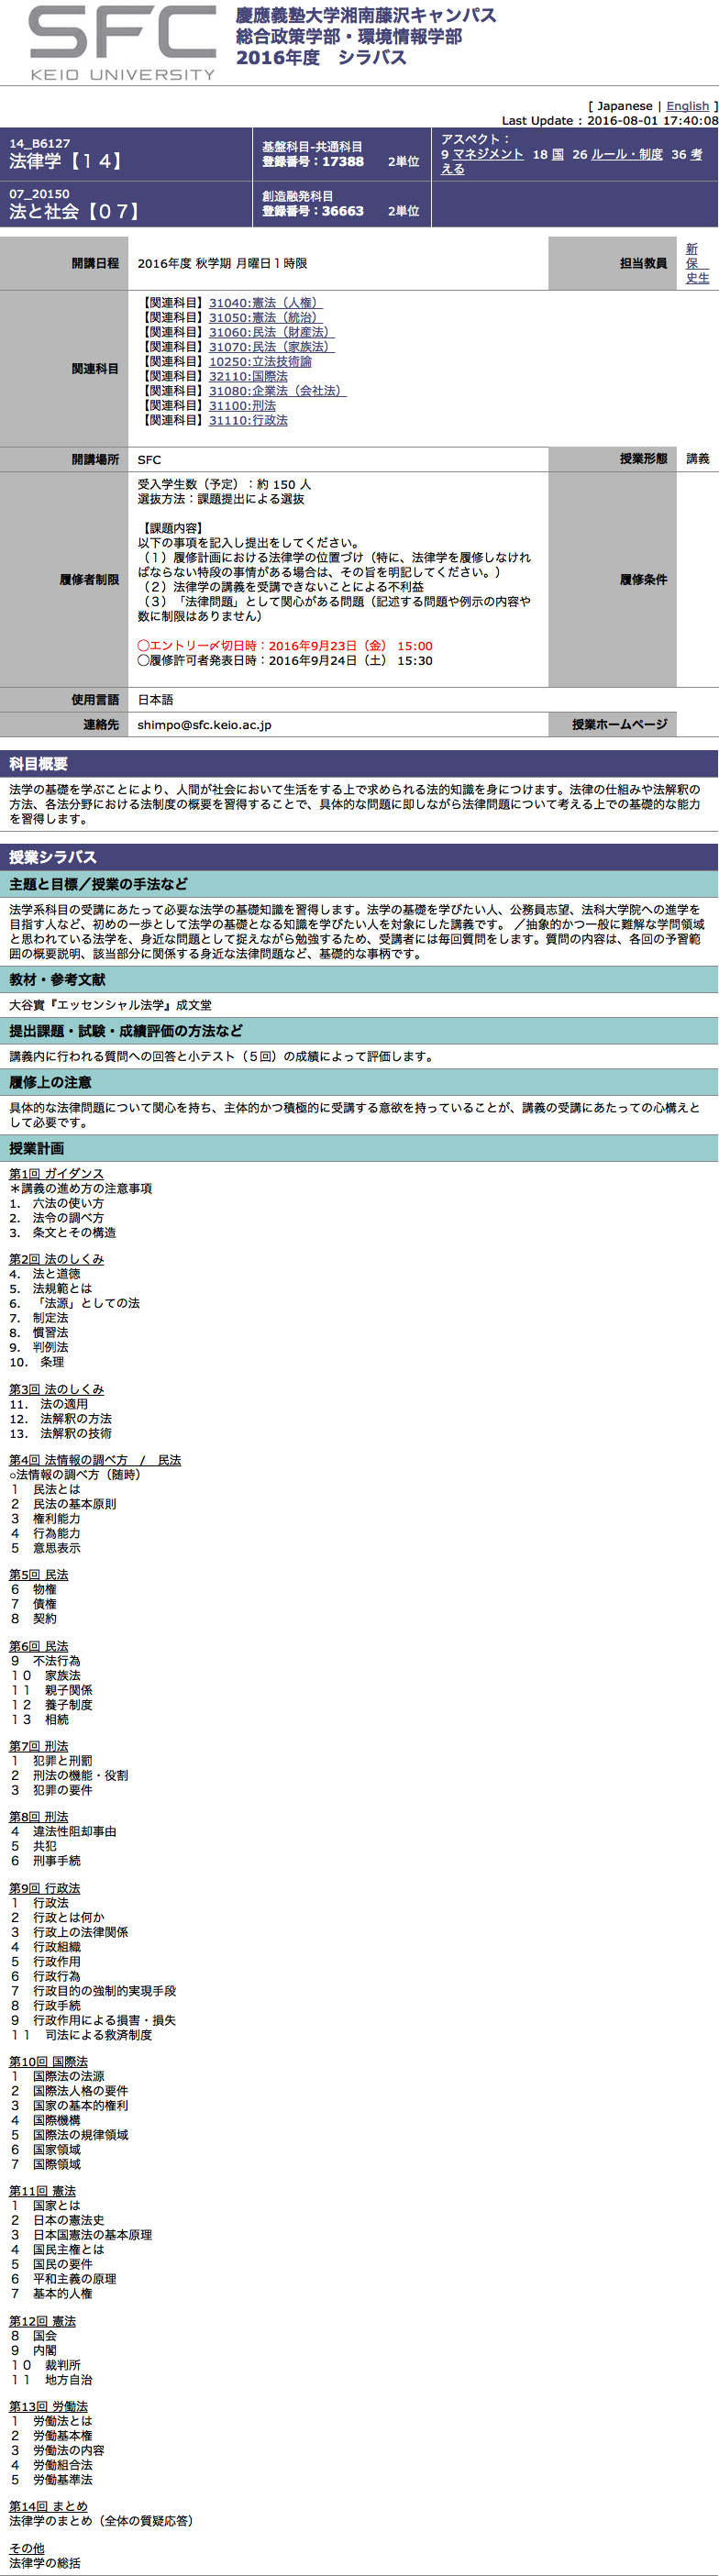 SFC
KEIO UNIVERSITY
慶應義塾大学湘南藤沢キャンパス
総合政策学部・環境情報学部
2016年度　シラバス
[ Japanese | English ]
Last Update : 2016-08-01 17:40:08
14_B6127
法律学【１４】
基盤科目-共通科目
登録番号：17388　　2単位
アスペクト：
9 マネジメント　18 国　26 ルール・制度　36 考
える
07_20150
法と社会【０７】
創造融発科目
登録番号：36663　　2単位
開講日程
2016年度 秋学期 月曜日１時限
担当教員
新
保　
史生
関連科目
【関連科目】31040:憲法（人権）
【関連科目】31050:憲法（統治）
【関連科目】31060:民法（財産法）
【関連科目】31070:民法（家族法）
【関連科目】10250:立法技術論
【関連科目】32110:国際法
【関連科目】31080:企業法（会社法）
【関連科目】31100:刑法
【関連科目】31110:行政法
開講場所
SFC
授業形態
講義
履修者制限
受入学生数（予定）：約 150 人
選抜方法：課題提出による選抜
【課題内容】
以下の事項を記入し提出をしてください。
（１）履修計画における法律学の位置づけ（特に、法律学を履修しなけれ
ばならない特段の事情がある場合は、その旨を明記してください。）
（２）法律学の講義を受講できないことによる不利益
（３）「法律問題」として関心がある問題（記述する問題や例示の内容や
数に制限はありません）
◯エントリー〆切日時：2016年9月23日（金） 15:00
◯履修許可者発表日時：2016年9月24日（土） 15:30
履修条件
使用言語
日本語
連絡先
shimpo@sfc.keio.ac.jp
授業ホームページ
科目概要
法学の基礎を学ぶことにより、人間が社会において生活をする上で求められる法的知識を身につけます。法律の仕組みや法解釈の
方法、各法分野における法制度の概要を習得することで、具体的な問題に即しながら法律問題について考える上での基礎的な能力
を習得します。
授業シラバス
主題と目標／授業の手法など
法学系科目の受講にあたって必要な法学の基礎知識を習得します。法学の基礎を学びたい人、公務員志望、法科大学院への進学を
目指す人など、初めの一歩として法学の基礎となる知識を学びたい人を対象にした講義です。 ／抽象的かつ一般に難解な学問領域
と思われている法学を、身近な問題として捉えながら勉強するため、受講者には毎回質問をします。質問の内容は、各回の予習範
囲の概要説明、該当部分に関係する身近な法律問題など、基礎的な事柄です。
教材・参考文献
大谷實『エッセンシャル法学』成文堂
提出課題・試験・成績評価の方法など
講義内に行われる質問への回答と小テスト（５回）の成績によって評価します。
履修上の注意
具体的な法律問題について関心を持ち、主体的かつ積極的に受講する意欲を持っていることが、講義の受講にあたっての心構えと
して必要です。
授業計画
第1回 ガイダンス
＊講義の進め方の注意事項
1.　六法の使い方
2.　法令の調べ方
3.　条文とその構造
第2回 法のしくみ
4.　法と道徳
5.　法規範とは
6.　「法源」としての法
7.　制定法
8.　慣習法
9.　判例法
10.　条理
第3回 法のしくみ
11.　法の適用
12.　法解釈の方法
13.　法解釈の技術
第4回 法情報の調べ方　/　民法
○法情報の調べ方（随時）
１　民法とは
２　民法の基本原則
３　権利能力
４　行為能力
５　意思表示
第5回 民法
６　物権
７　債権
８　契約
第6回 民法
９　不法行為
１０　家族法
１１　親子関係
１２　養子制度
１３　相続
第7回 刑法
１　犯罪と刑罰
２　刑法の機能・役割
３　犯罪の要件
第8回 刑法
４　違法性阻却事由
５　共犯
６　刑事手続
第9回 行政法
１　行政法
２　行政とは何か
３　行政上の法律関係
４　行政組織
５　行政作用
６　行政行為
７　行政目的の強制的実現手段
８　行政手続
９　行政作用による損害・損失
１１　司法による救済制度
第10回 国際法
１　国際法の法源
２　国際法人格の要件
３　国家の基本的権利
４　国際機構
５　国際法の規律領域
６　国家領域
７　国際領域
第11回 憲法
１　国家とは
２　日本の憲法史
３　日本国憲法の基本原理
４　国民主権とは
５　国民の要件
６　平和主義の原理
７　基本的人権
第12回 憲法
８　国会
９　内閣
１０　裁判所
１１　地方自治
第13回 労働法
１　労働法とは
２　労働基本権
３　労働法の内容
４　労働組合法
５　労働基準法
第14回 まとめ
法律学のまとめ（全体の質疑応答）
その他
法律学の総括